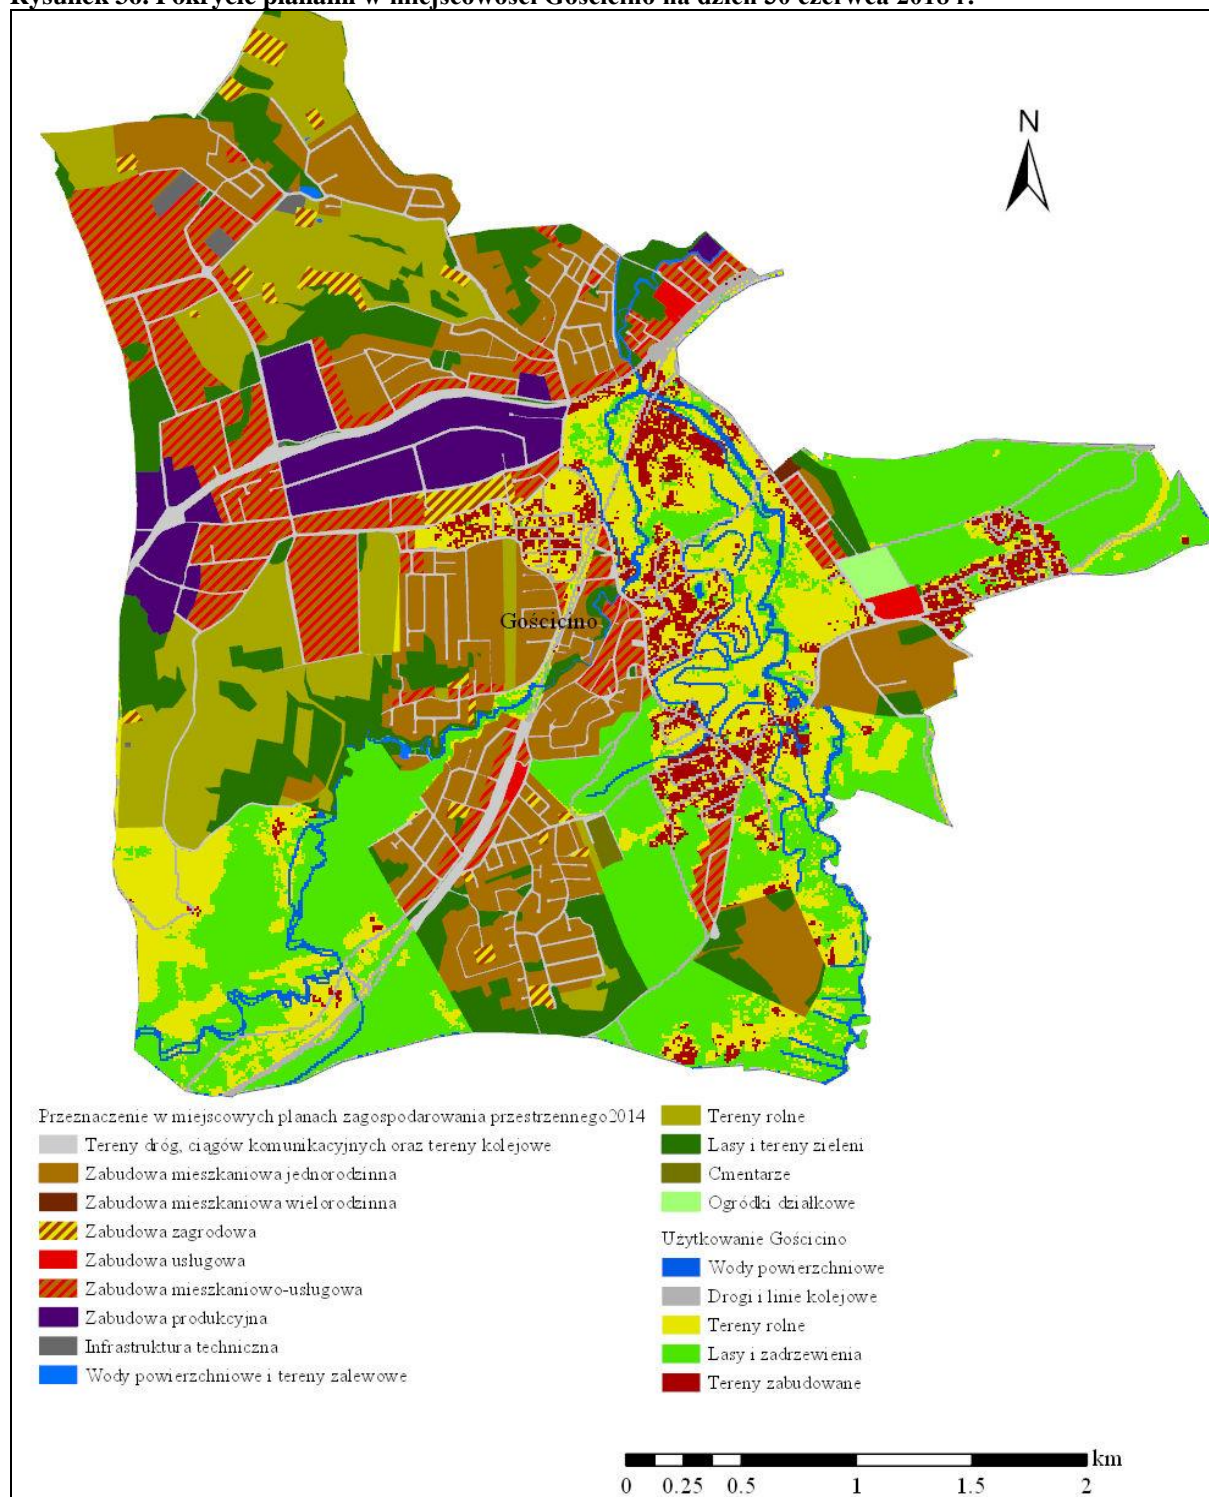 Rysunek 38. Pokrycie planami w miejscowości Gościcino na dzień 30 czerwca 2018 r.
N
Gościcino
Przeznaczenie w miejscowych planach zagospodarowania przestrzennego2014
Tereny dróg, ciągów komunikacyjnych oraz tereny kolejowe
Zabudowa mieszkaniowa jednorodzinna
Zabudowa mieszkaniowa wielorodzinna
Zabudowa zagrodowa
Zabudowa usługowa
Zabudowa mieszkaniowo-usługowa
Zabudowa produkcyjna
Infrastruktura techniczna
Wody powierzchniowe i tereny zalewowe
Tereny rolne
Lasy i tereny zieleni
Cmentarze
Ogródki działkowe
Użytkowanie Gościcino
Wody powierzchniowe
Drogi i linie kolejowe
Tereny rolne
Lasy i zadrzewienia
Tereny zabudowane
km
0 0.25 0.5 1 1.5 2